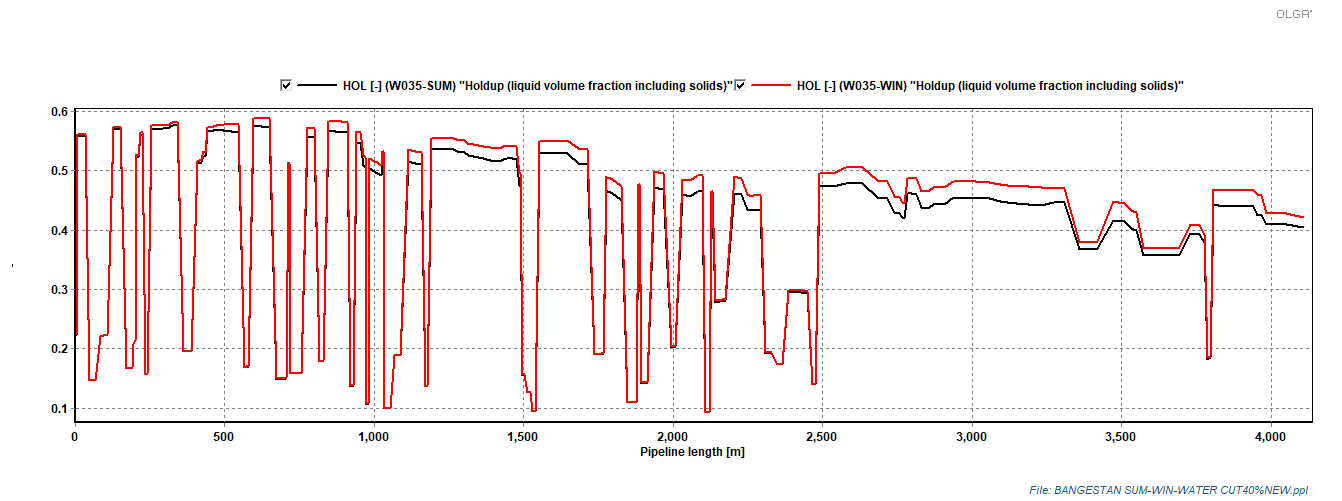 OLGA
HOL [-] (W035-SUM) "Holdup (liquid volume fraction including solids)" HOL [-] (W035-WIN) "Holdup (liquid volume fraction including solids)"
0.6
0.5
0.4
0.3
0.2
0.1
0 500 1,000 1,500 2,000 2,500 3,000 3,500 4,000
Pipeline length [m]
File: BANGESTAN SUM-WIN-WATER CUT40%NEW.ppl